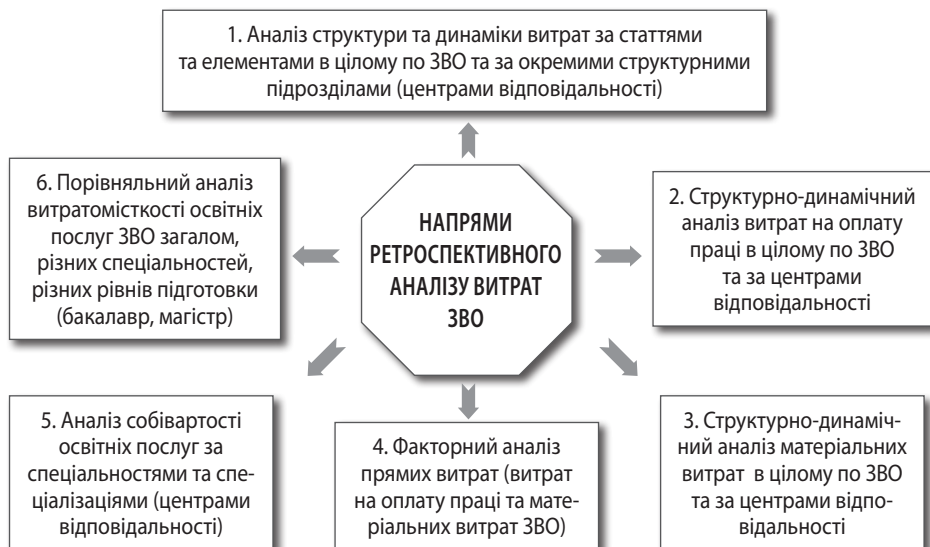 1. Аналіз структури та динаміки витрат за статтями
та елементами в цілому по ЗВО та за окремими структурними
підрозділами (центрами відповідальності)
6. Порівняльний аналіз
витратомісткості освітніх
послуг ЗВО загалом,
різних спеціальностей,
різних рівнів підготовки
(бакалавр, магістр)
НАПРЯМИ
РЕТРОСПЕКТИВНОГО
АНАЛІЗУ ВИТРАТ
ЗВО
2. Структурно-динамічний
аналіз витрат на оплату
праці в цілому по ЗВО
та за центрами
відповідальності
5. Аналіз собівартості
освітніх послуг за
спеціальностями та спе-
ціалізаціями (центрами
відповідальності)
4. Факторний аналіз
прямих витрат (витрат
на оплату праці та мате-
ріальних витрат ЗВО)
3. Структурно-динаміч-
ний аналіз матеріальних
витрат в цілому по ЗВО
та за центрами відпо-
відальності